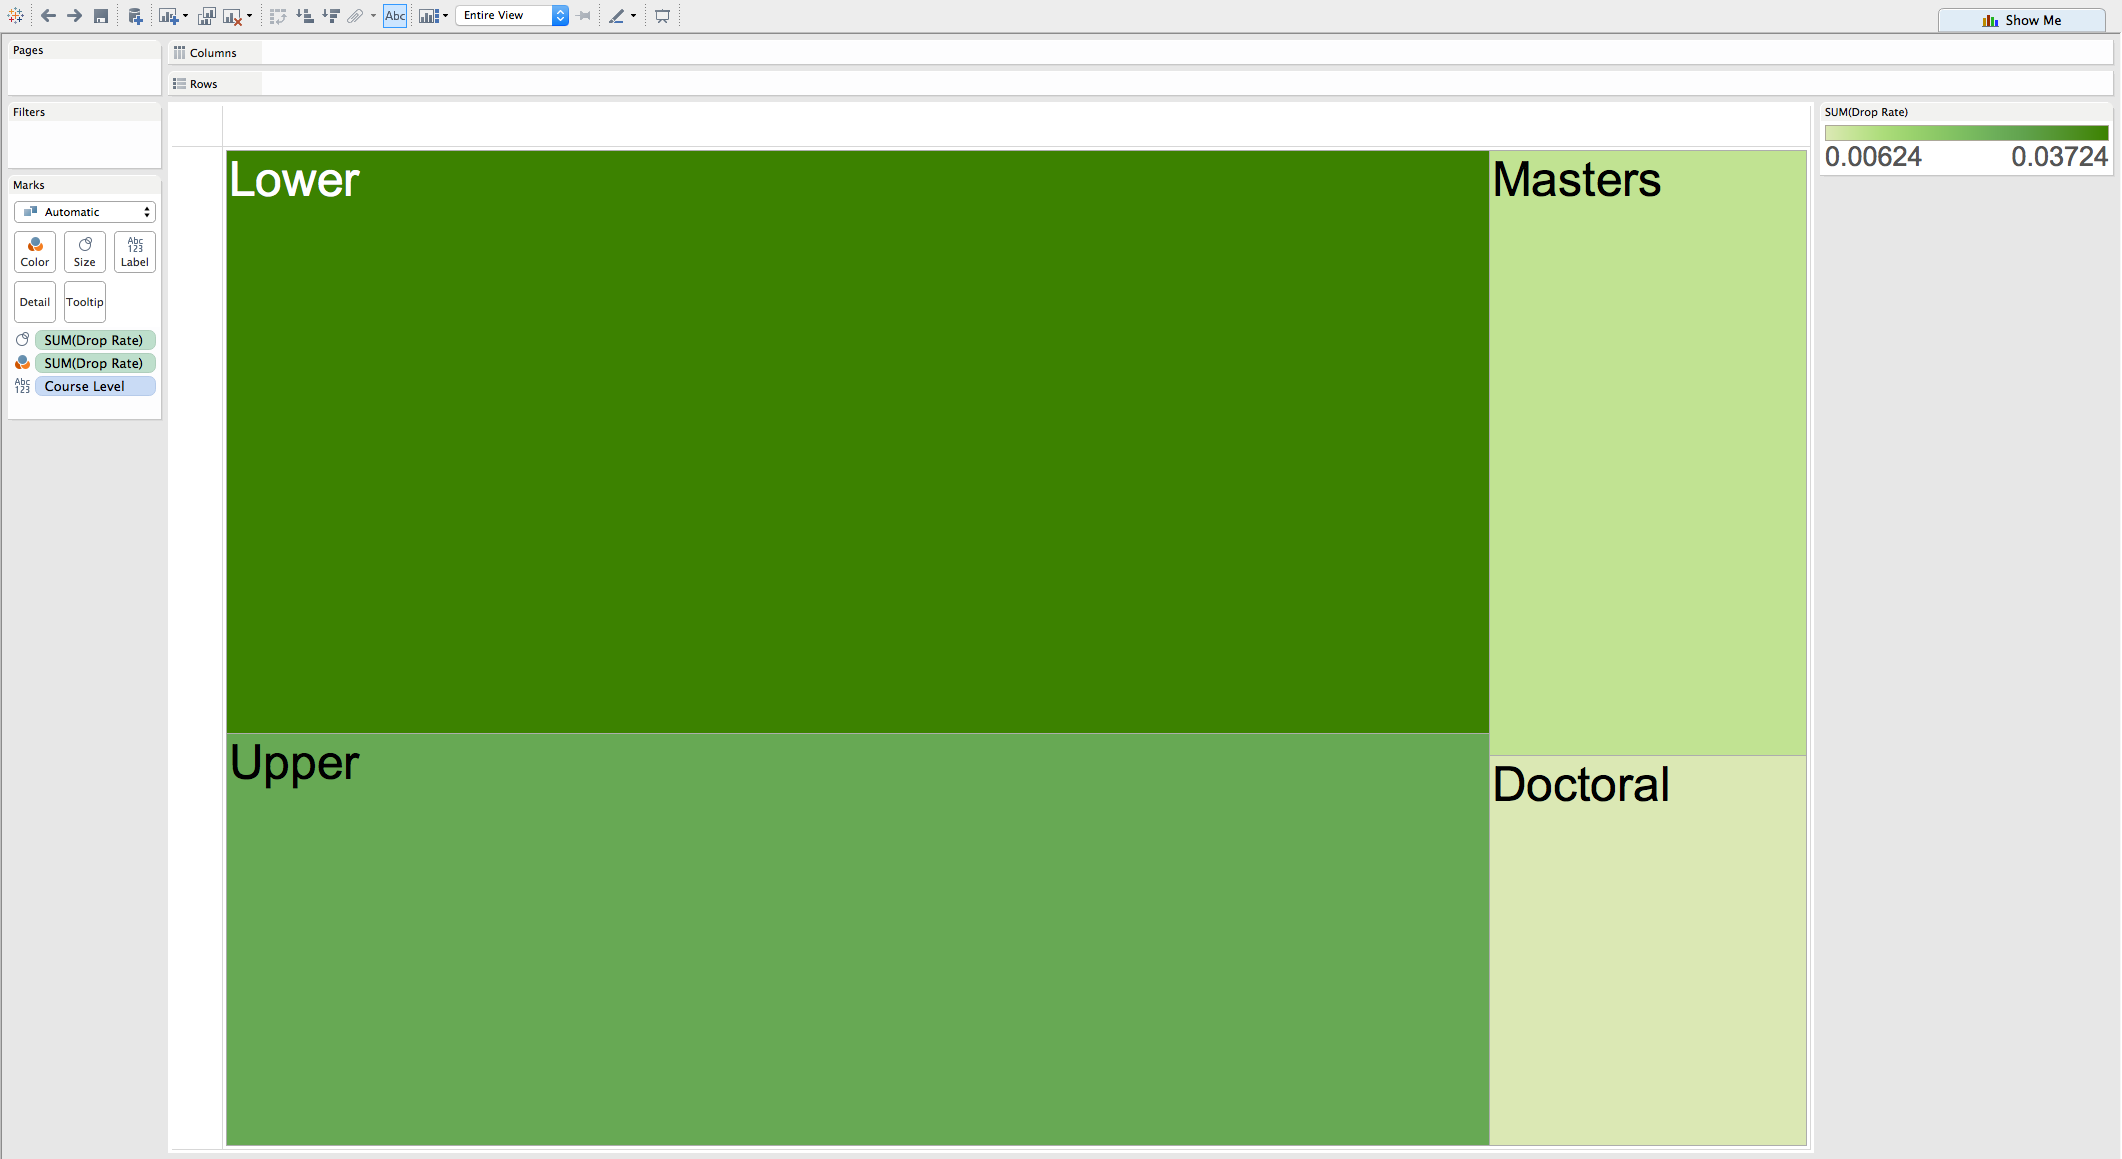 Abc
Entire View
Show Me
Pages
Columns
Rows
Filters
SUM(Drop Rate)
0.00624 0.03724
Marks
Automatic
Color Size Abc 123 Label
Detail Tooltip
SUM(Drop Rate)
SUM(Drop Rate)
Abc 123 Course Level
Lower
Masters
Upper
Doctoral